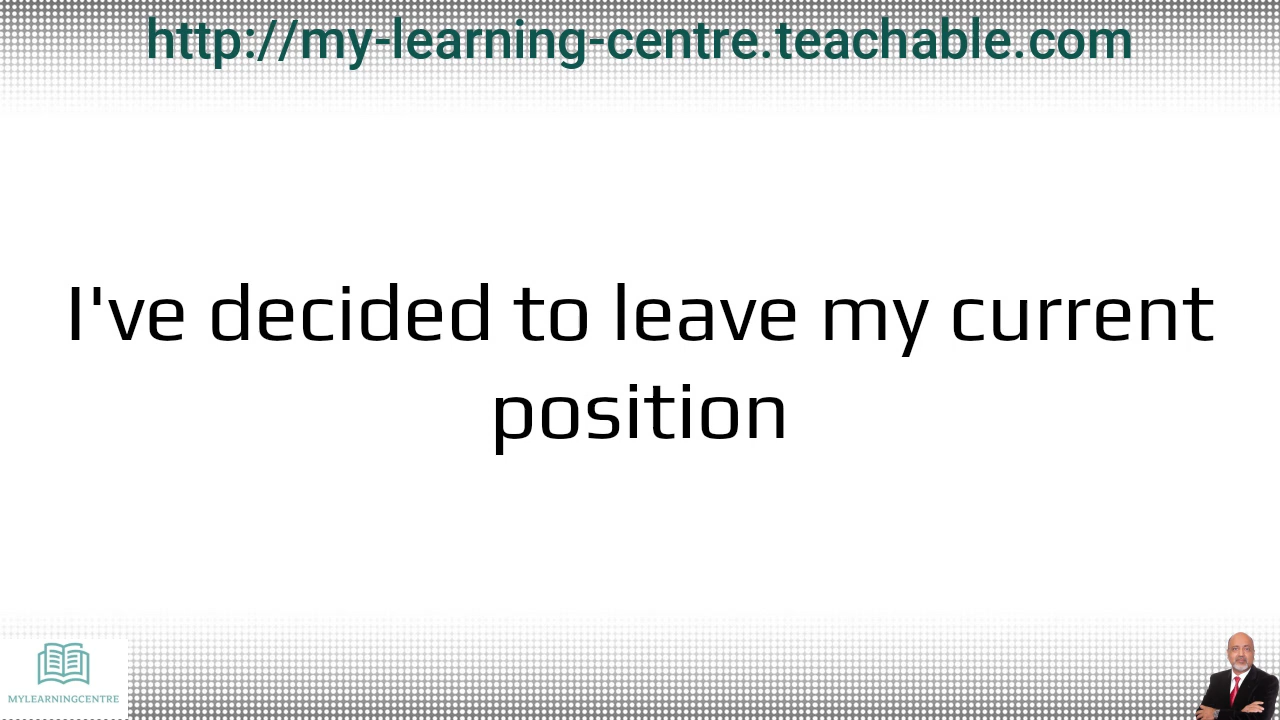 http://my-learning-centre.teachable.com
I've decided to leave my current
position
MYLEARNINGCENTRE